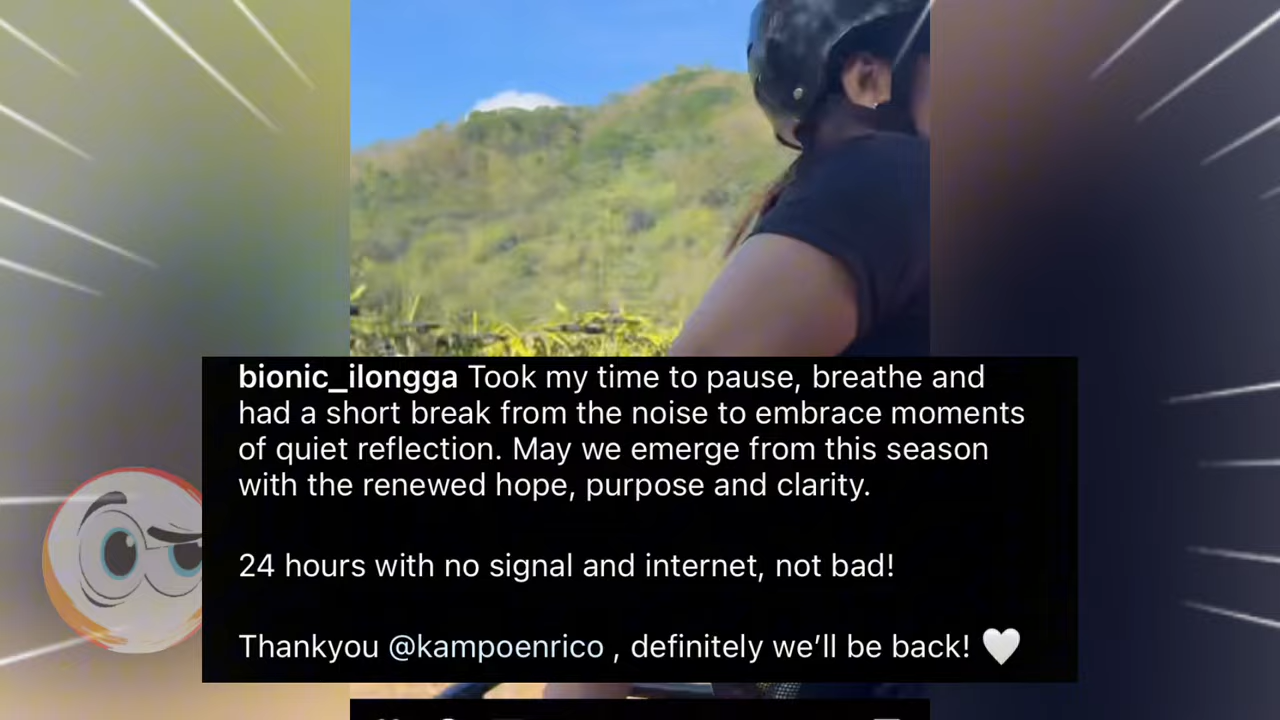 bionic_ilongga Took my time to pause, breathe and
had a short break from the noise to embrace moments
of quiet reflection. May we emerge from this season
with the renewed hope, purpose and clarity.
24 hours with no signal and internet, not bad!
Thankyou @kampoenrico , definitely we’ll be back! 🤍